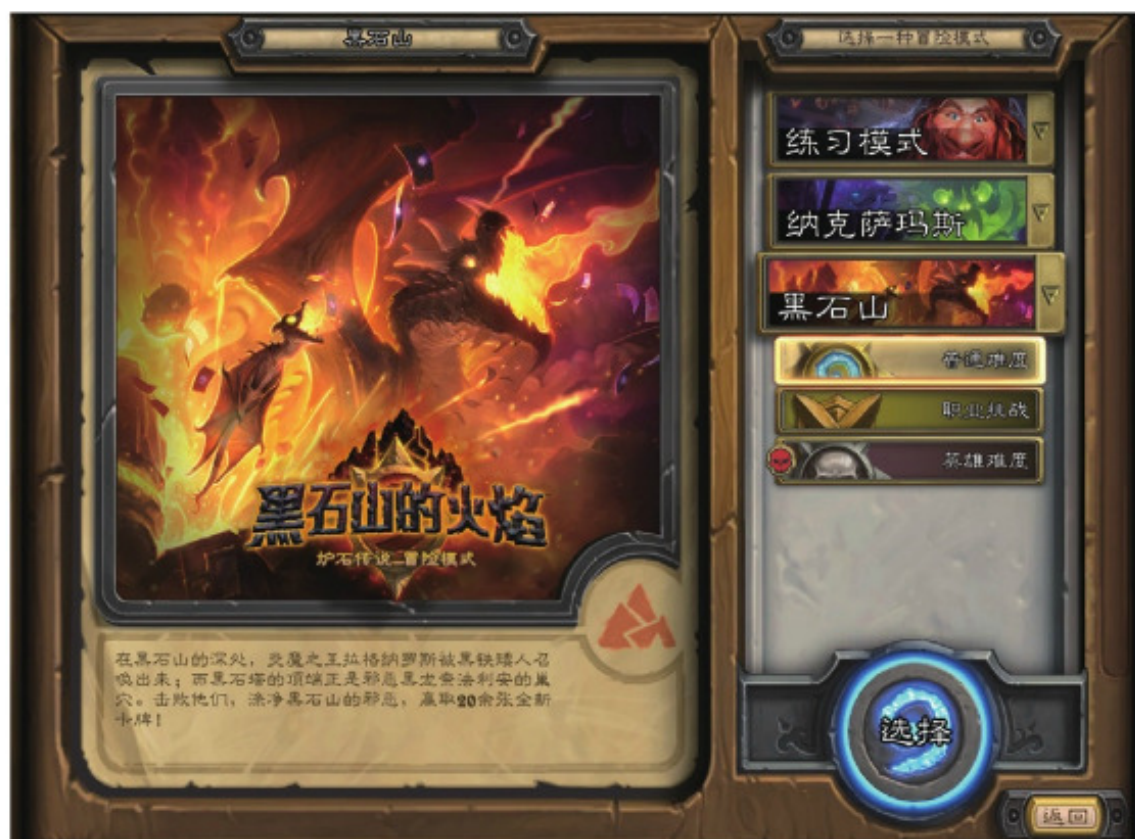 黑石山
选择一种冒险模式
练习模式
纳克萨玛斯
黑石山
普通难度
职业挑战
英雄难度
黑石山的火焰
炉石传说_冒险模式
在黑石山的深处，炎魔之王拉格纳罗斯被黑铁矮人召
唤出来；而黑石塔的顶端正是邪恶黑龙奈法利安的巢
穴。击败他们，涤净黑石山的邪恶，赢取20余张全新
卡牌！
选择
返回